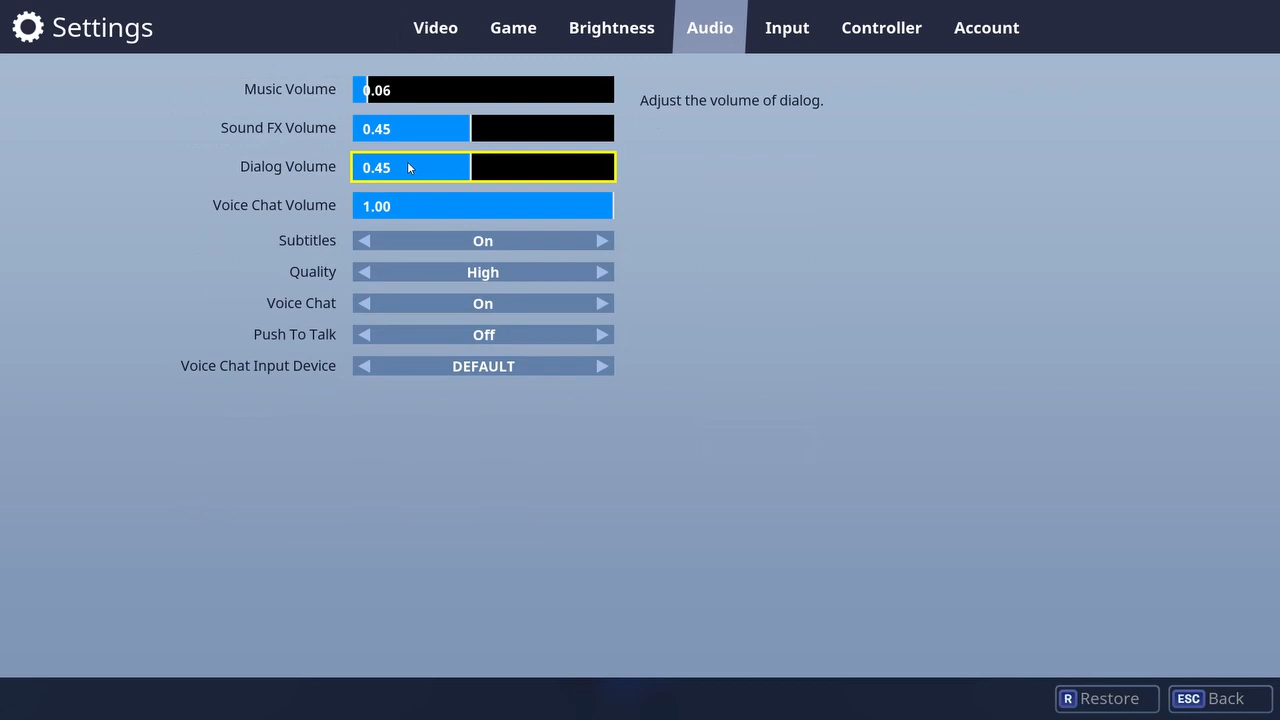 Settings
Video Game Brightness Audio Input Controller Account
Music Volume 0.06
Adjust the volume of dialog.
Sound FX Volume 0.45
Dialog Volume 0.45
Voice Chat Volume 1.00
Subtitles On
Quality High
Voice Chat On
Push To Talk Off
Voice Chat Input Device DEFAULT
R Restore ESC Back